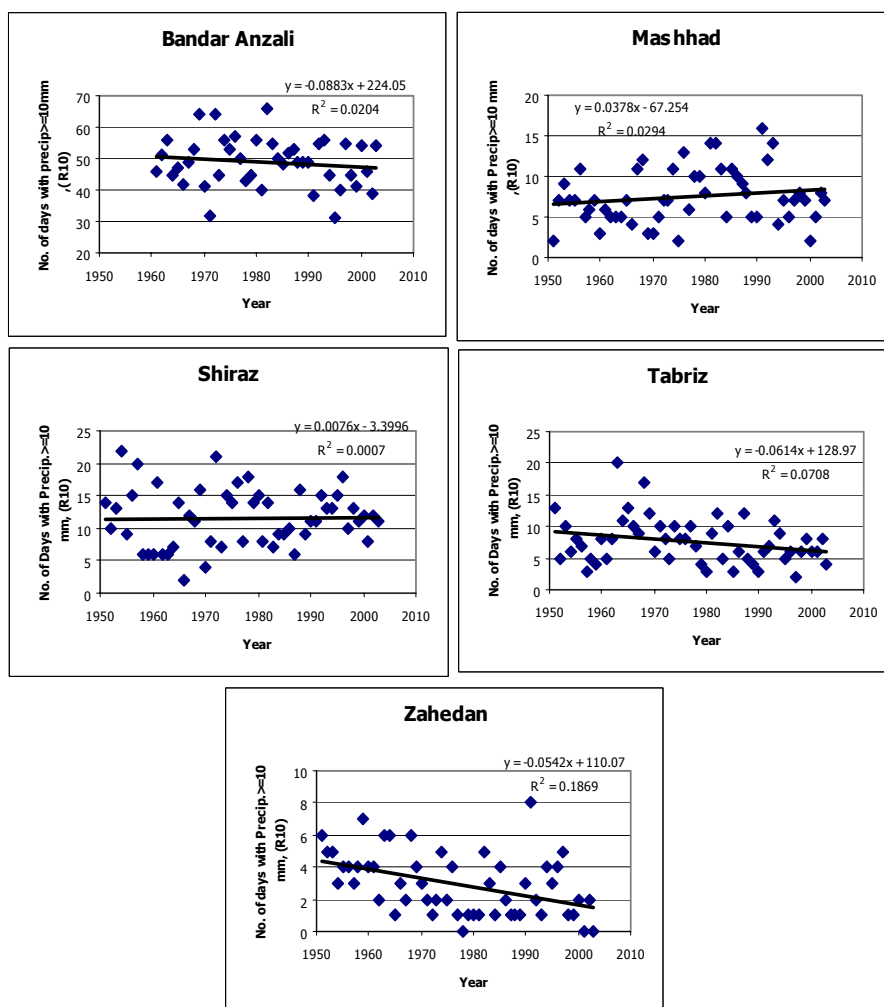 Bandar Anzali
y = -0.0883x + 224.05
R2 = 0.0204
No. of days with precip>=10mm
,(R10)
70
60
50
40
30
20
1950 1960 1970 1980 1990 2000 2010
Year
Mashhad
y = 0.0378x - 67.254
R2 = 0.0294
No. of days with Precip>=10 mm
,(R10)
20
15
10
5
0
1950 1960 1970 1980 1990 2000 2010
Year
Shiraz
y = 0.0076x - 3.3996
R2 = 0.0007
No. of Days with Precip.>=10
mm, (R10)
25
20
15
10
5
0
1950 1960 1970 1980 1990 2000 2010
Year
Tabriz
y = -0.0614x + 128.97
R2 = 0.0708
No. of Days with Precip.>=10
mm, (R10)
25
20
15
10
5
0
1950 1960 1970 1980 1990 2000 2010
Year
Zahedan
y = -0.0542x + 110.07
R2 = 0.1869
No. of days with Precip.>=10
mm, (R10)
10
8
6
4
2
0
1950 1960 1970 1980 1990 2000 2010
Year